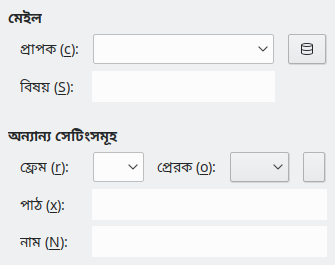 মেইল
প্রাপক (c):
বিষয় (S):
অন্যান্য সেটিংসমূহ
ফ্রেম (r): প্রেরক (o):
পাঠ (x):
নাম (N):